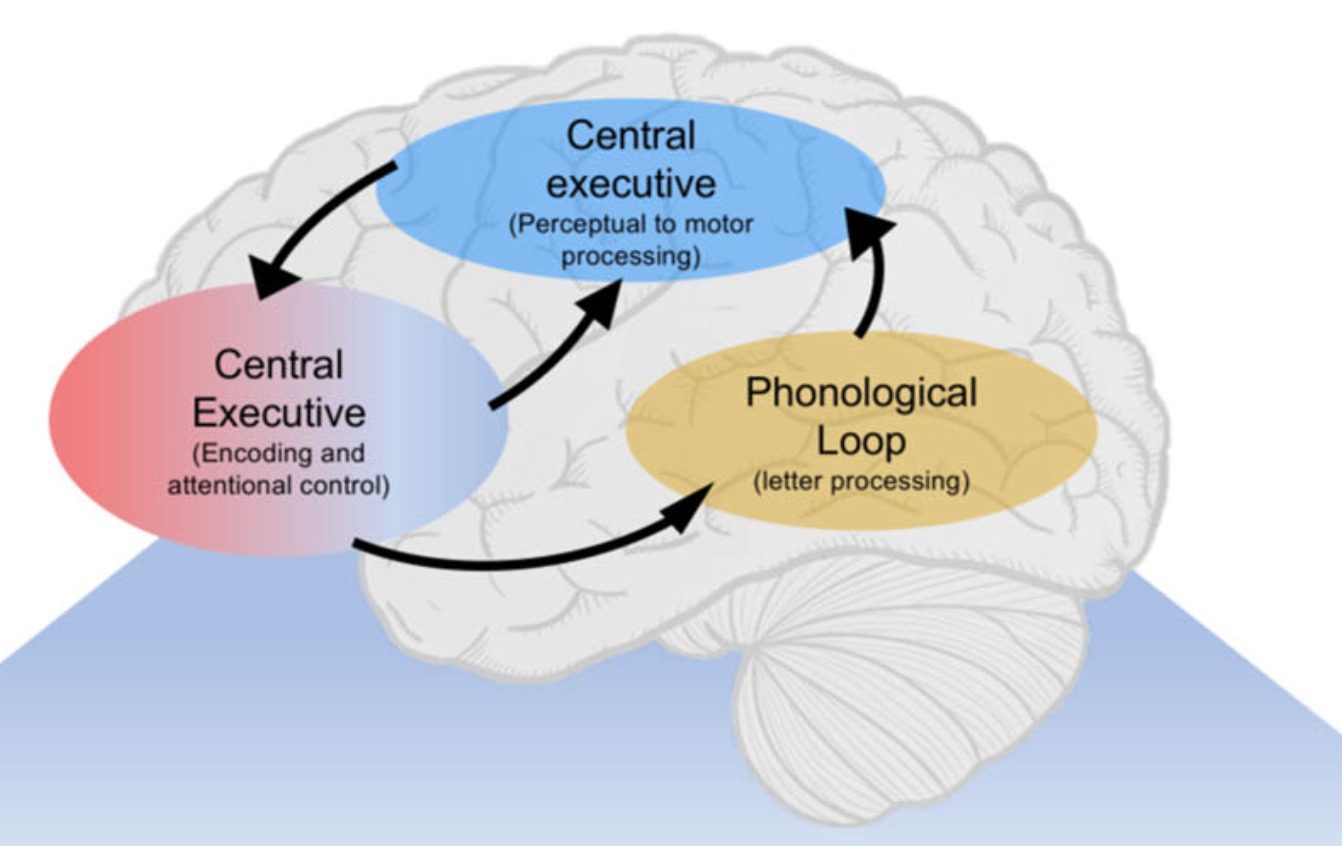 Central
executive
(Perceptual to motor
processing)
Central
Executive
(Encoding and
attentional control)
Phonological
Loop
(letter processing)